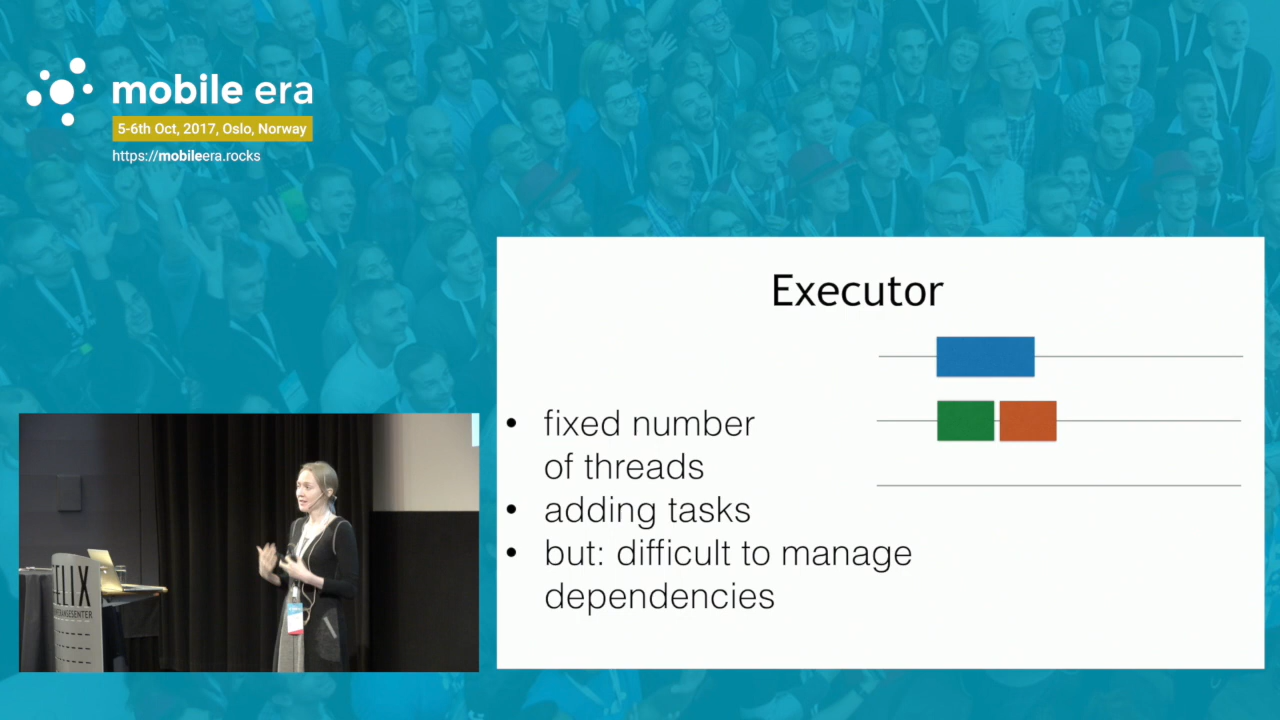 mobile era
5-6th Oct, 2017, Oslo, Norway
https://mobileera.rocks
Executor
• fixed number
of threads
• adding tasks
• but: difficult to manage
dependencies
ELIX